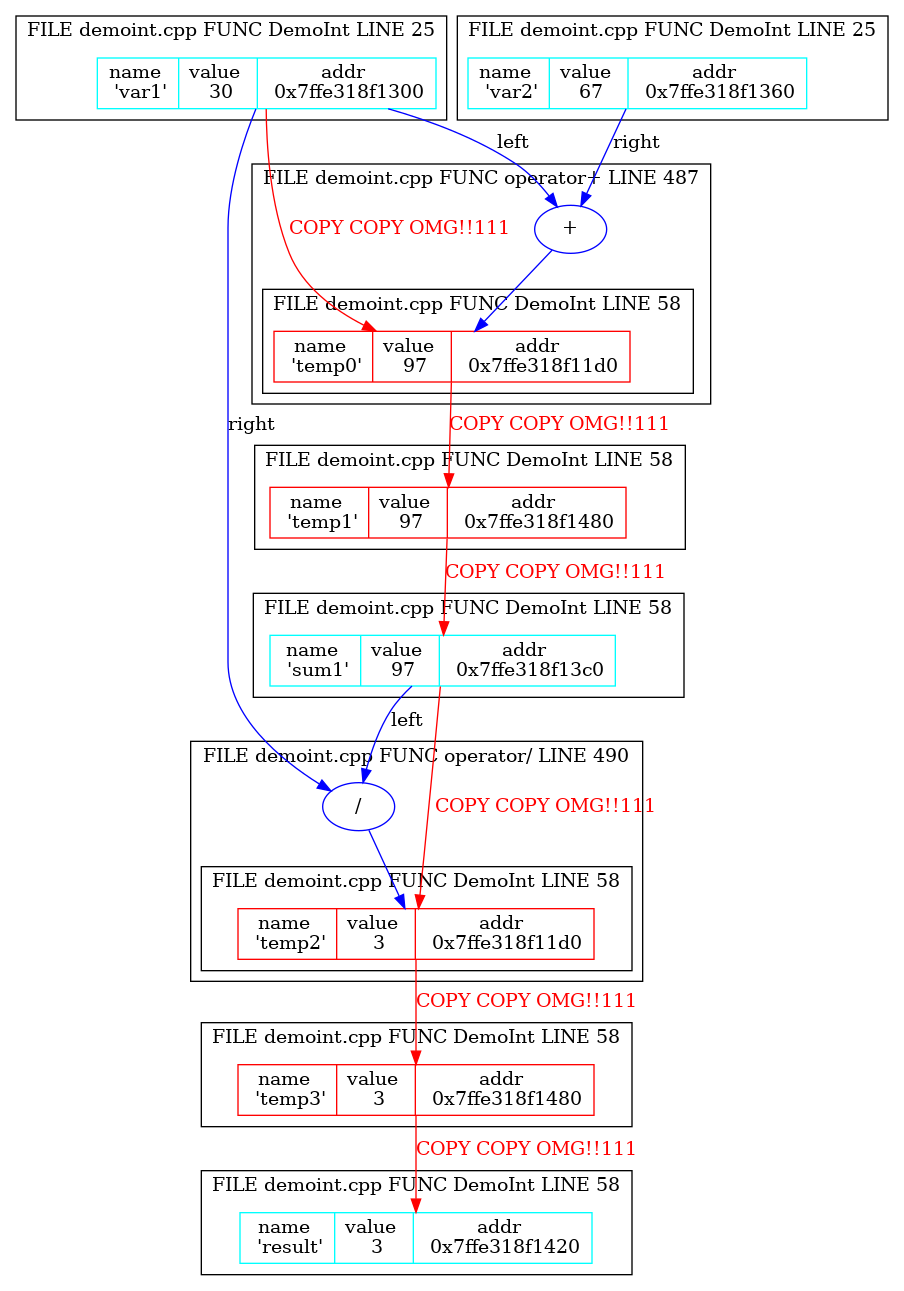 FILE demoint.cpp FUNC DemoInt LINE 25
name
'var1'
value
30
addr
0x7ffe318f1300
FILE demoint.cpp FUNC DemoInt LINE 25
name
'var2'
value
67
addr
0x7ffe318f1360
left
right
FILE demoint.cpp FUNC operator+ LINE 487
COPY COPY OMG!!111
+
FILE demoint.cpp FUNC DemoInt LINE 58
name
'temp0'
value
97
addr
0x7ffe318f11d0
right
COPY COPY OMG!!111
FILE demoint.cpp FUNC DemoInt LINE 58
name
'temp1'
value
97
addr
0x7ffe318f1480
COPY COPY OMG!!111
FILE demoint.cpp FUNC DemoInt LINE 58
name
'sum1'
value
97
addr
0x7ffe318f13c0
left
FILE demoint.cpp FUNC operator/ LINE 490
/
COPY COPY OMG!!111
FILE demoint.cpp FUNC DemoInt LINE 58
name
'temp2'
value
3
addr
0x7ffe318f11d0
COPY COPY OMG!!111
FILE demoint.cpp FUNC DemoInt LINE 58
name
'temp3'
value
3
addr
0x7ffe318f1480
COPY COPY OMG!!111
FILE demoint.cpp FUNC DemoInt LINE 58
name
'result'
value
3
addr
0x7ffe318f1420